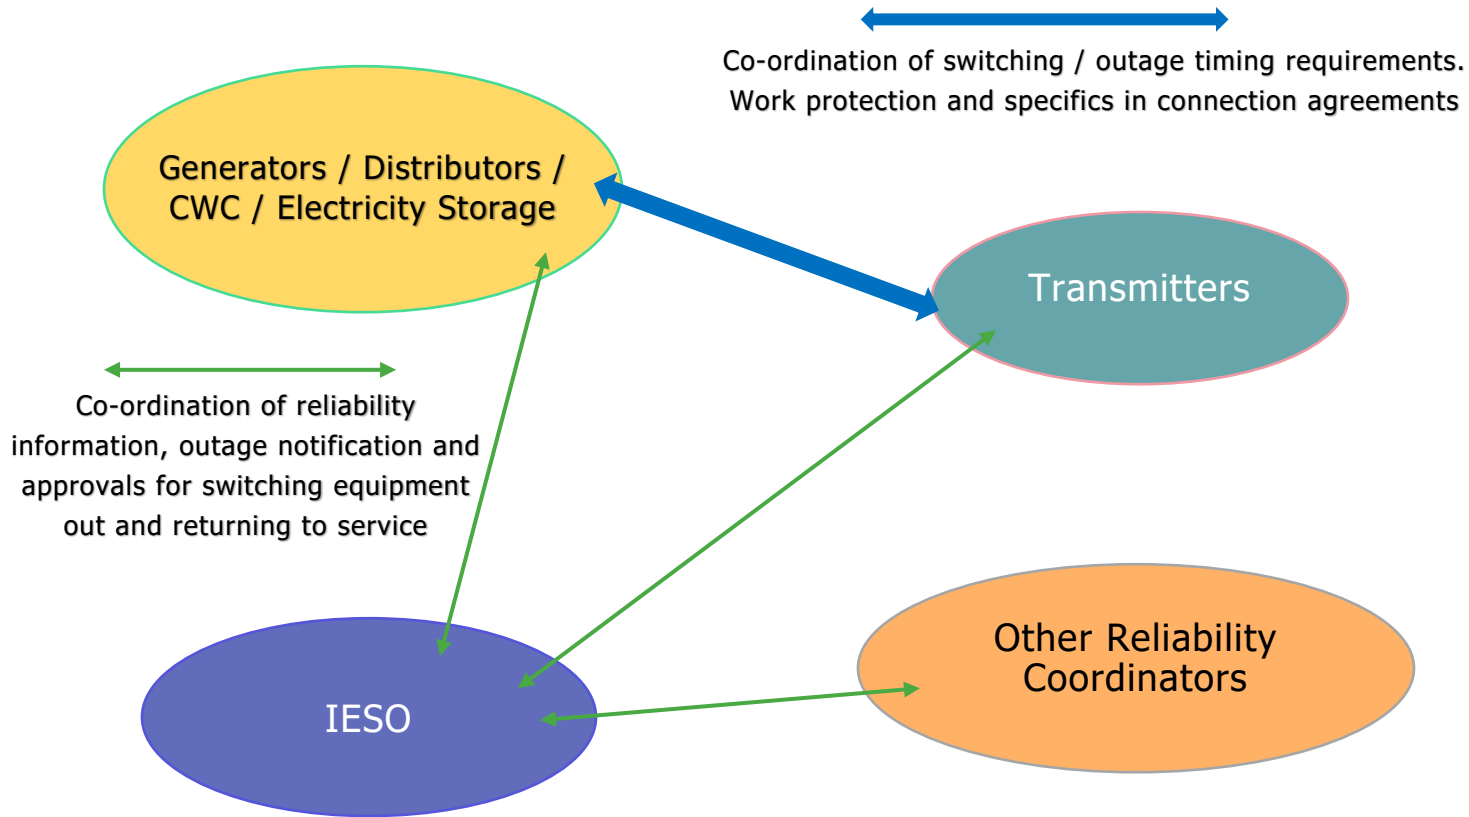 Co-ordination of switching / outage timing requirements.
Work protection and specifics in connection agreements
Generators / Distributors /
CWC / Electricity Storage
Transmitters
Co-ordination of reliability
information, outage notification and
approvals for switching equipment
out and returning to service
Other Reliability
Coordinators
IESO